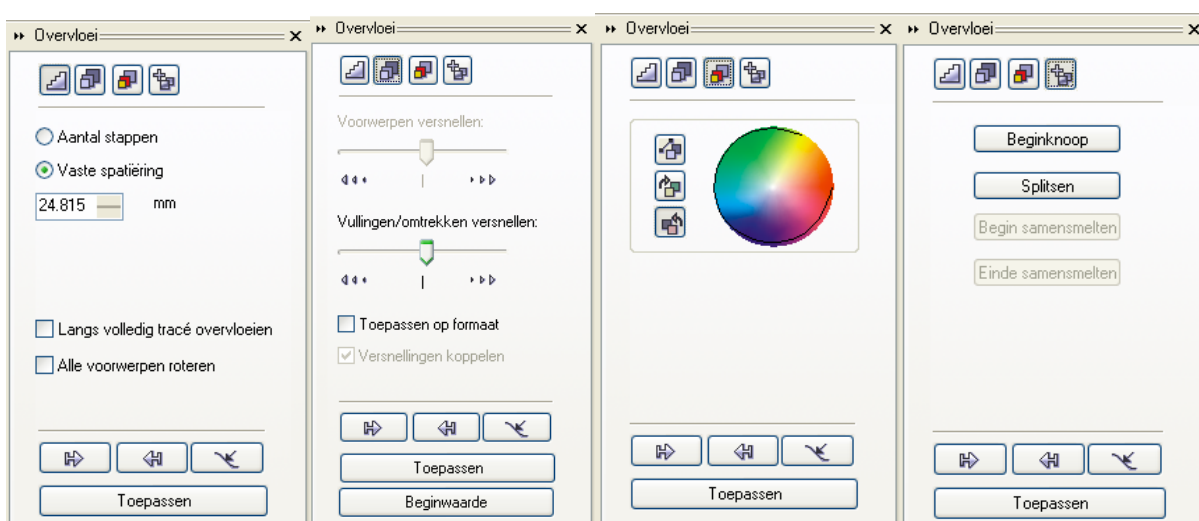 Overvloei
Aantal stappen
Vaste spatiëring
24.815 mm
Langs volledig tracé overvloeien
Alle voorwerpen roteren
Toepassen
Overvloei
Voorwerpen versnellen:
Vullingen/omtrekken versnellen:
Toepassen op formaat
Versnellingen koppelen
Toepassen
Beginwaarde
Overvloei
Toepassen
Overvloei
Beginknoop
Splitsen
Begin samensmelten
Einde samensmelten
Toepassen